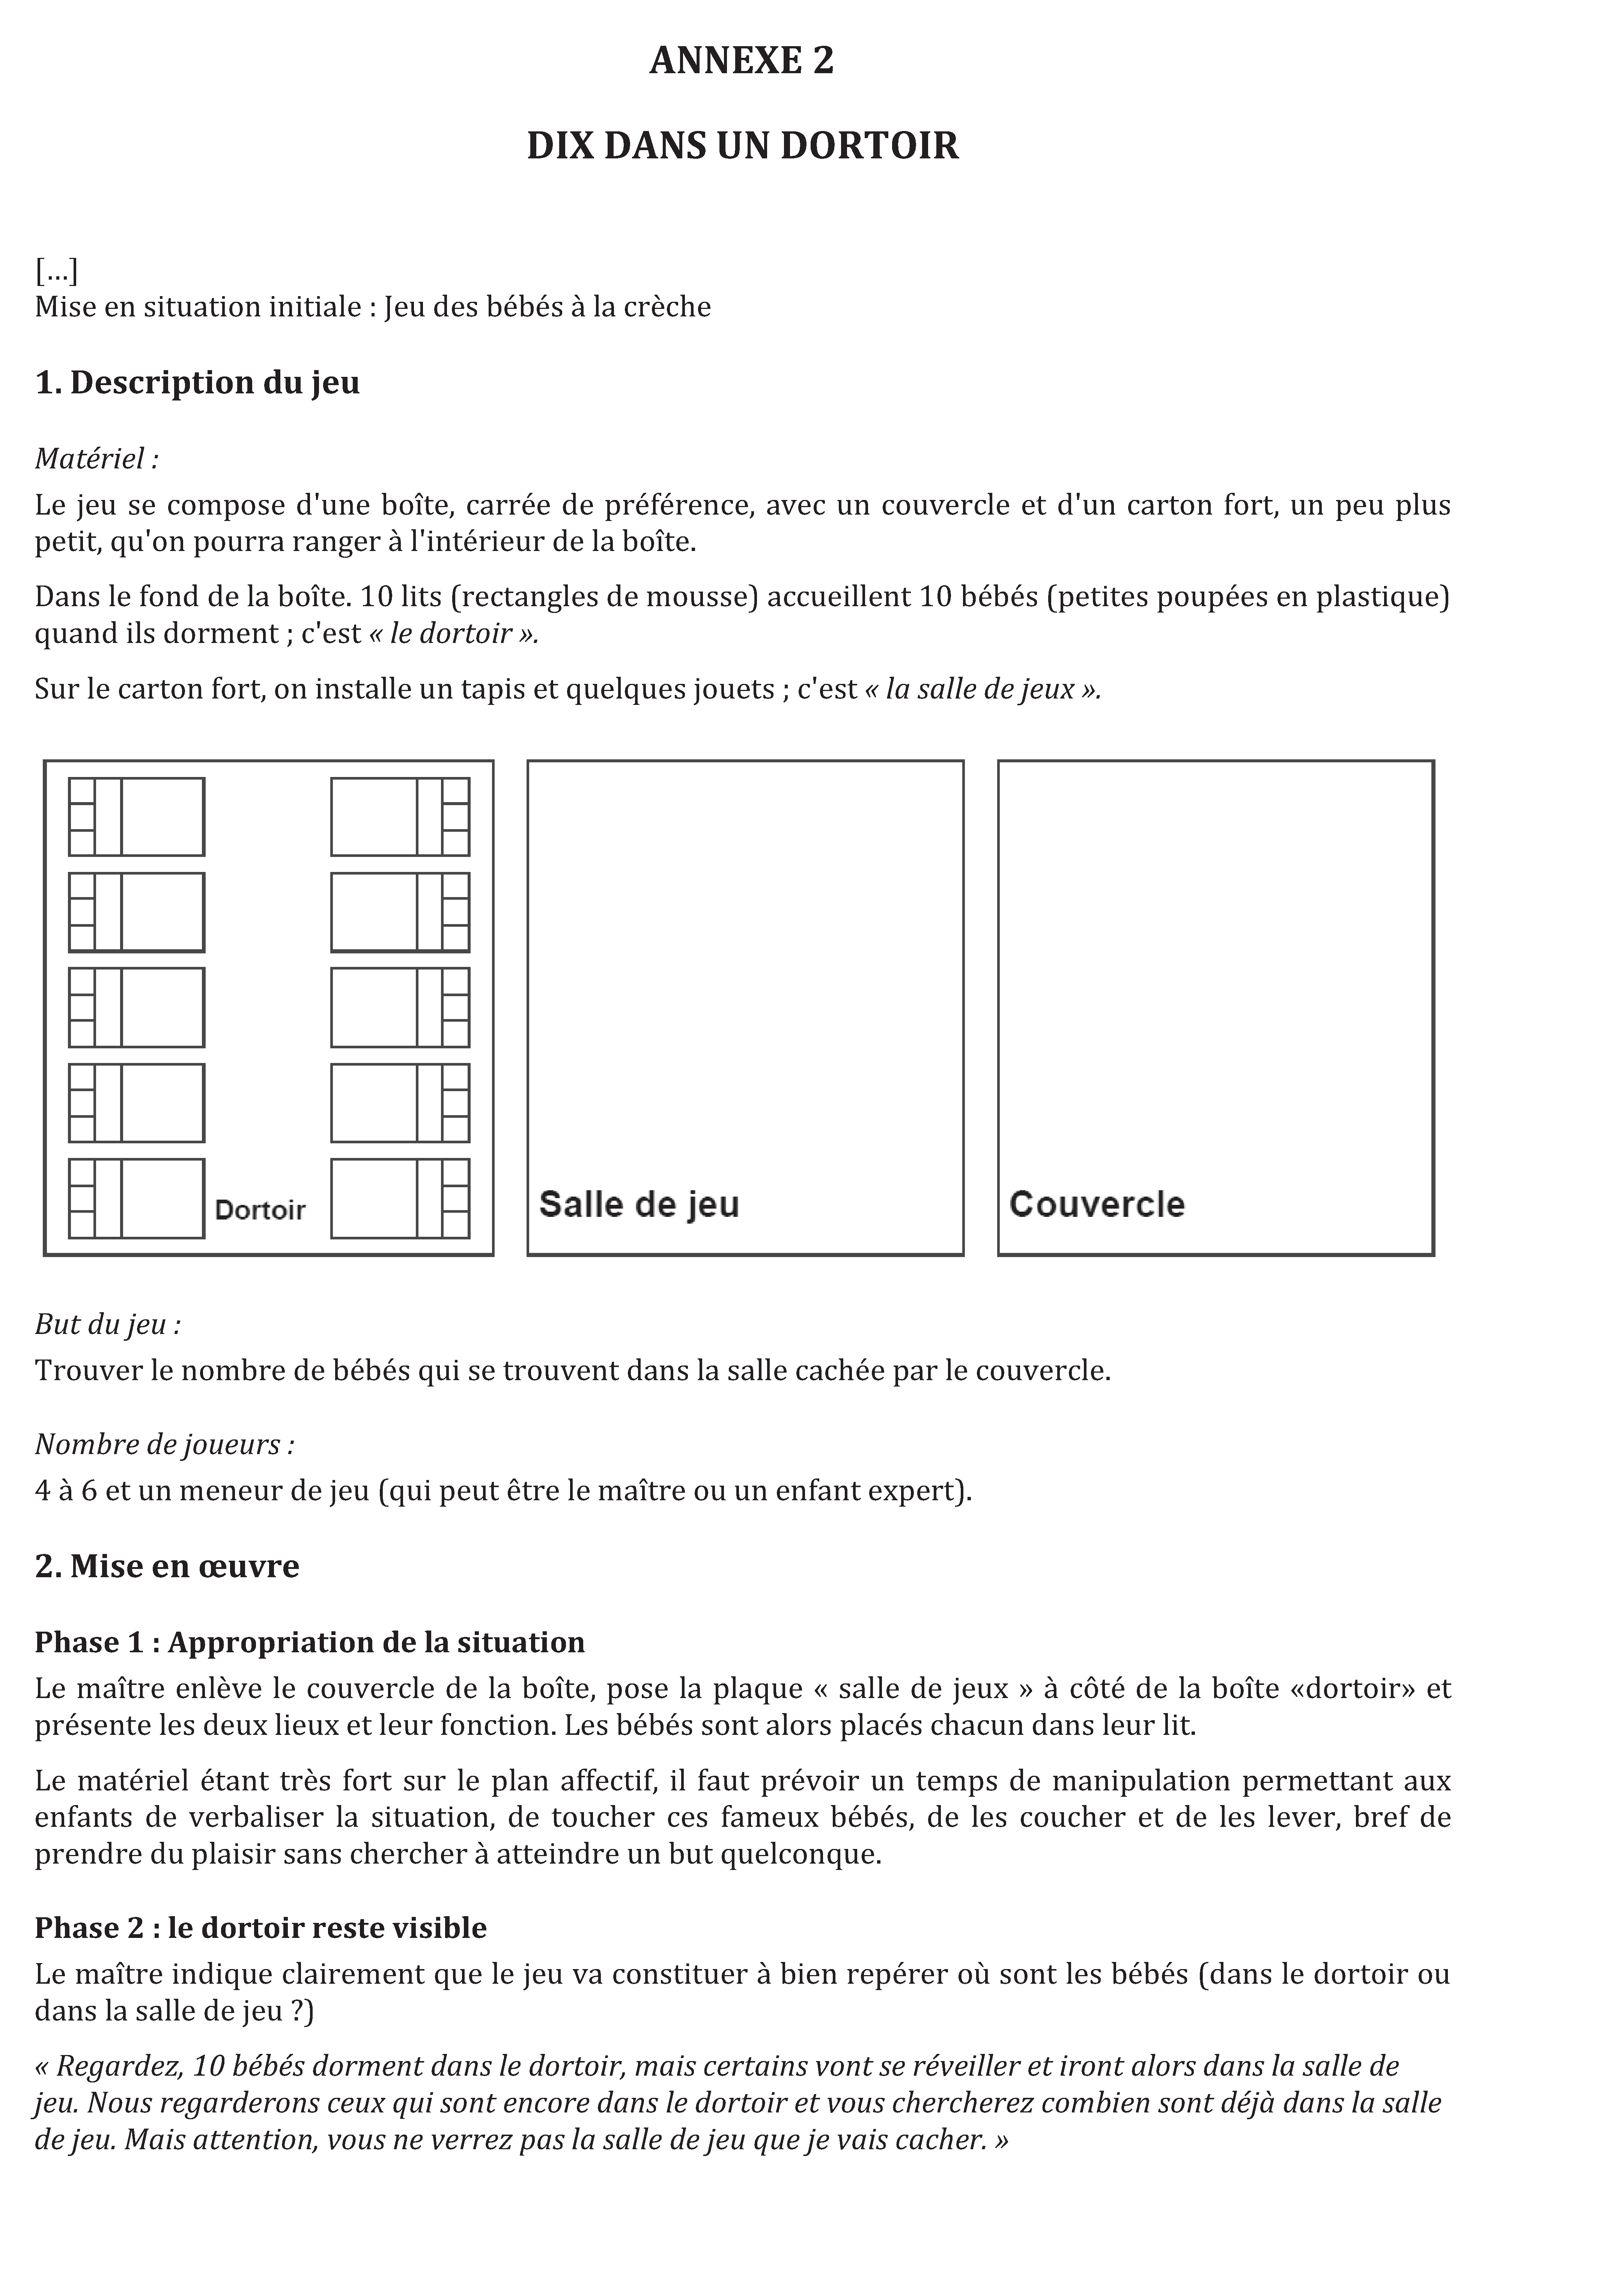 ANNEXE 2
DIX DANS UN DORTOIR
[…]
Mise en situation initiale : Jeu des bébés à la crèche
1. Description du jeu
Matériel :
Le jeu se compose d'une boîte, carrée de préférence, avec un couvercle et d'un carton fort, un peu plus
petit, qu'on pourra ranger à l'intérieur de la boîte.
Dans le fond de la boîte. 10 lits (rectangles de mousse) accueillent 10 bébés (petites poupées en plastique)
quand ils dorment ; c'est « le dortoir ».
Sur le carton fort, on installe un tapis et quelques jouets ; c'est « la salle de jeux ».
Dortoir
Salle de jeu
Couvercle
But du jeu :
Trouver le nombre de bébés qui se trouvent dans la salle cachée par le couvercle.
Nombre de joueurs :
4 à 6 et un meneur de jeu (qui peut être le maître ou un enfant expert).
2. Mise en œuvre
Phase 1 : Appropriation de la situation
Le maître enlève le couvercle de la boîte, pose la plaque « salle de jeux » à côté de la boîte «dortoir» et
présente les deux lieux et leur fonction. Les bébés sont alors placés chacun dans leur lit.
Le matériel étant très fort sur le plan affectif, il faut prévoir un temps de manipulation permettant aux
enfants de verbaliser la situation, de toucher ces fameux bébés, de les coucher et de les lever, bref de
prendre du plaisir sans chercher à atteindre un but quelconque.
Phase 2 : le dortoir reste visible
Le maître indique clairement que le jeu va constituer à bien repérer où sont les bébés (dans le dortoir ou
dans la salle de jeu ?)
« Regardez, 10 bébés dorment dans le dortoir, mais certains vont se réveiller et iront alors dans la salle de
jeu. Nous regarderons ceux qui sont encore dans le dortoir et vous chercherez combien sont déjà dans la salle
de jeu. Mais attention, vous ne verrez pas la salle de jeu que je vais cacher. »